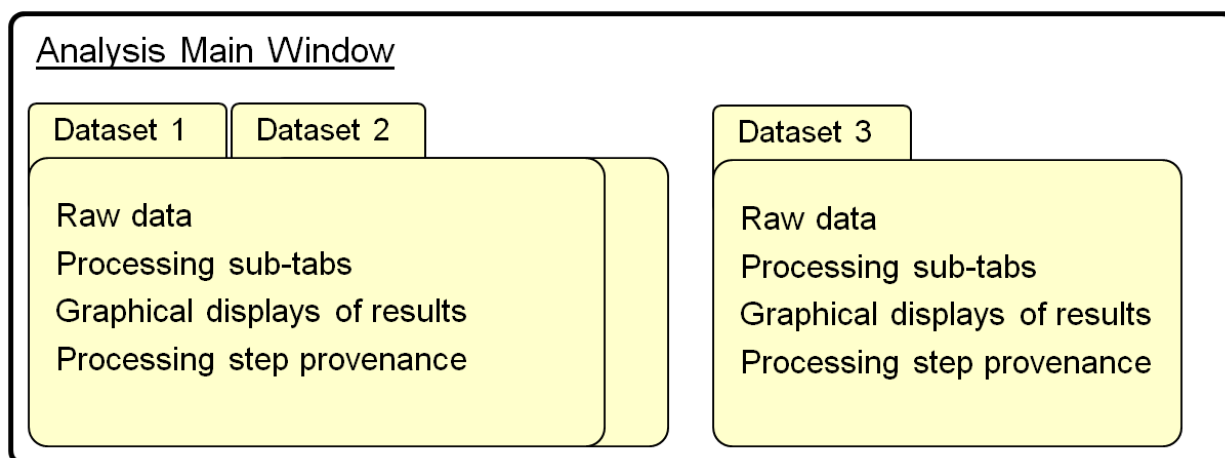 Analysis Main Window
Dataset 1
Dataset 2
Raw data
Processing sub-tabs
Graphical displays of results
Processing step provenance
Dataset 3
Raw data
Processing sub-tabs
Graphical displays of results
Processing step provenance